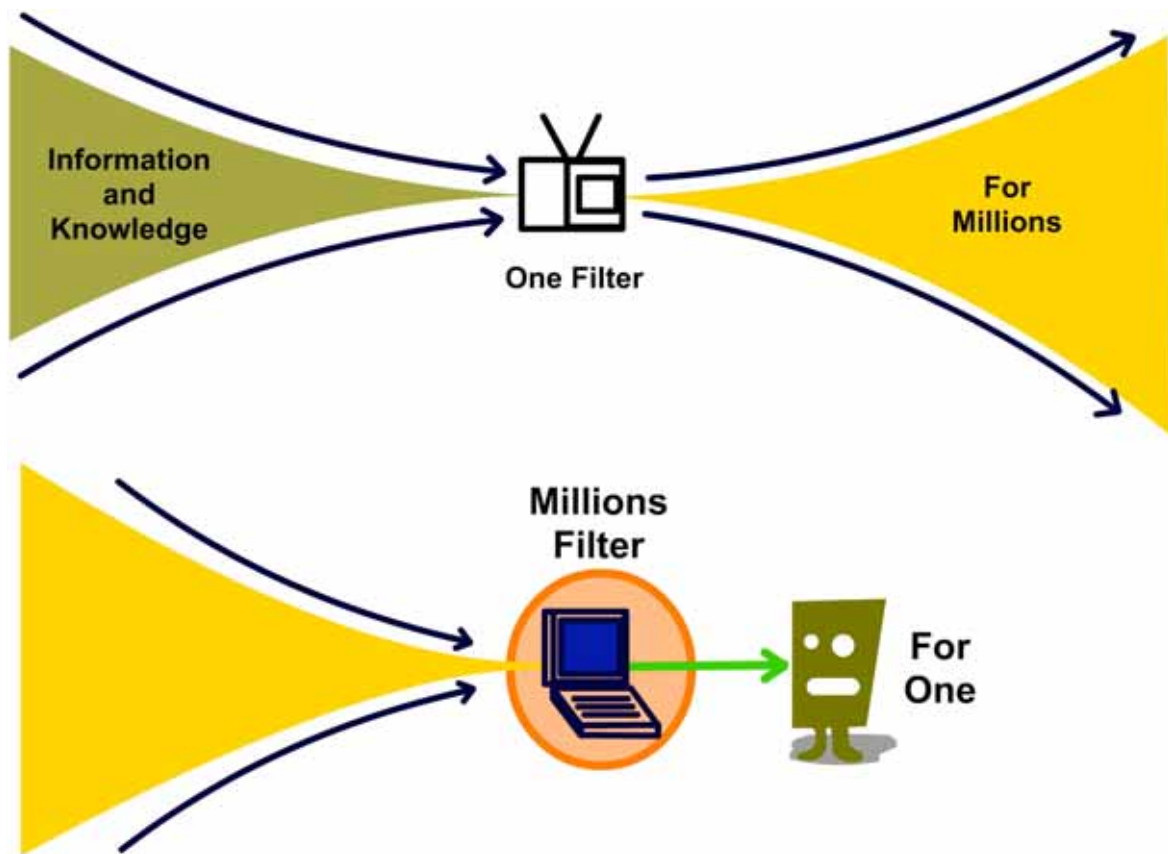 Information
and
Knowledge
One Filter
For
Millions
Millions
Filter
For
One